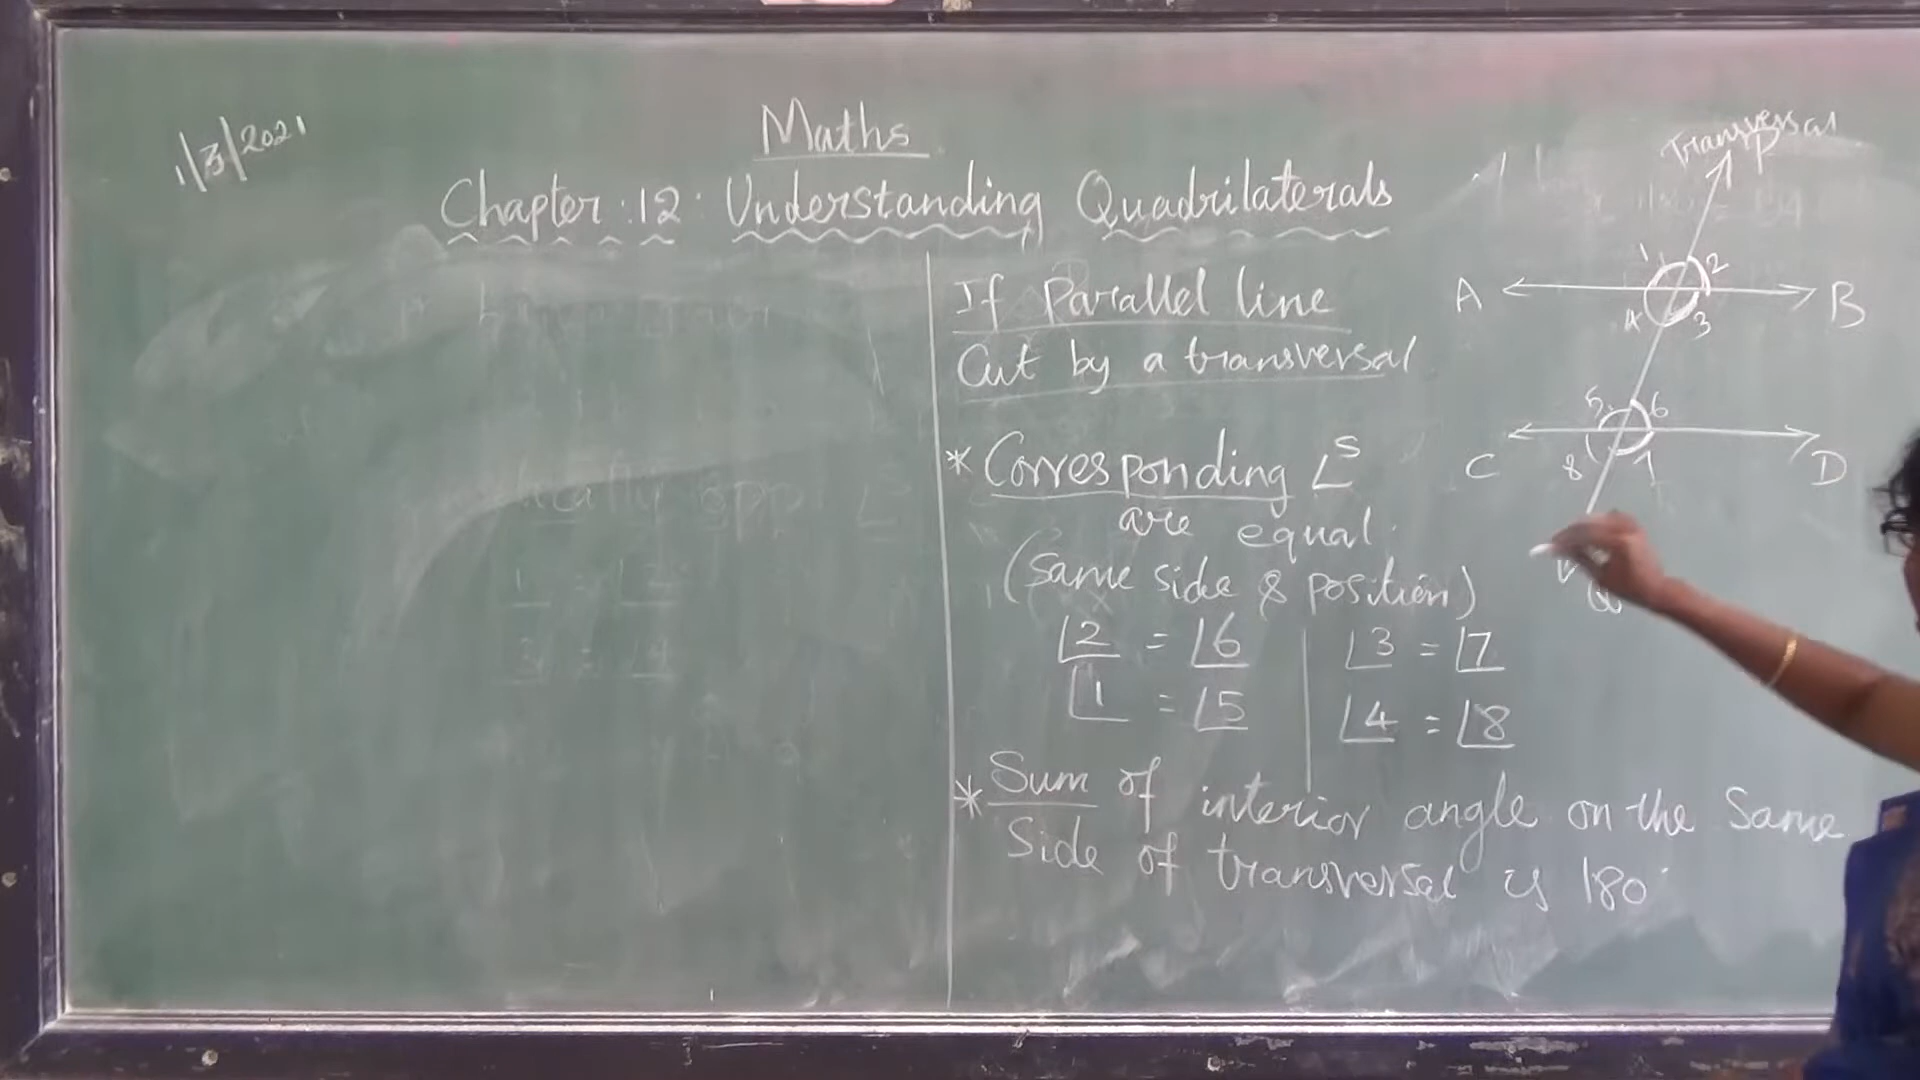 1/3/2021
Maths
Chapter:12: Understanding Quadrilaterals
If Parallel line
Cut by a transversal
* Corresponding ∠s
are equal.
(Same side & position)
∠2 = ∠6
∠1 = ∠5
∠3 = ∠7
∠4 = ∠8
* Sum of interior angle on the Same
Side of transversal is 180°
Transversal
P
1 2
A B
4 3
5 6
C D
8 7
Q